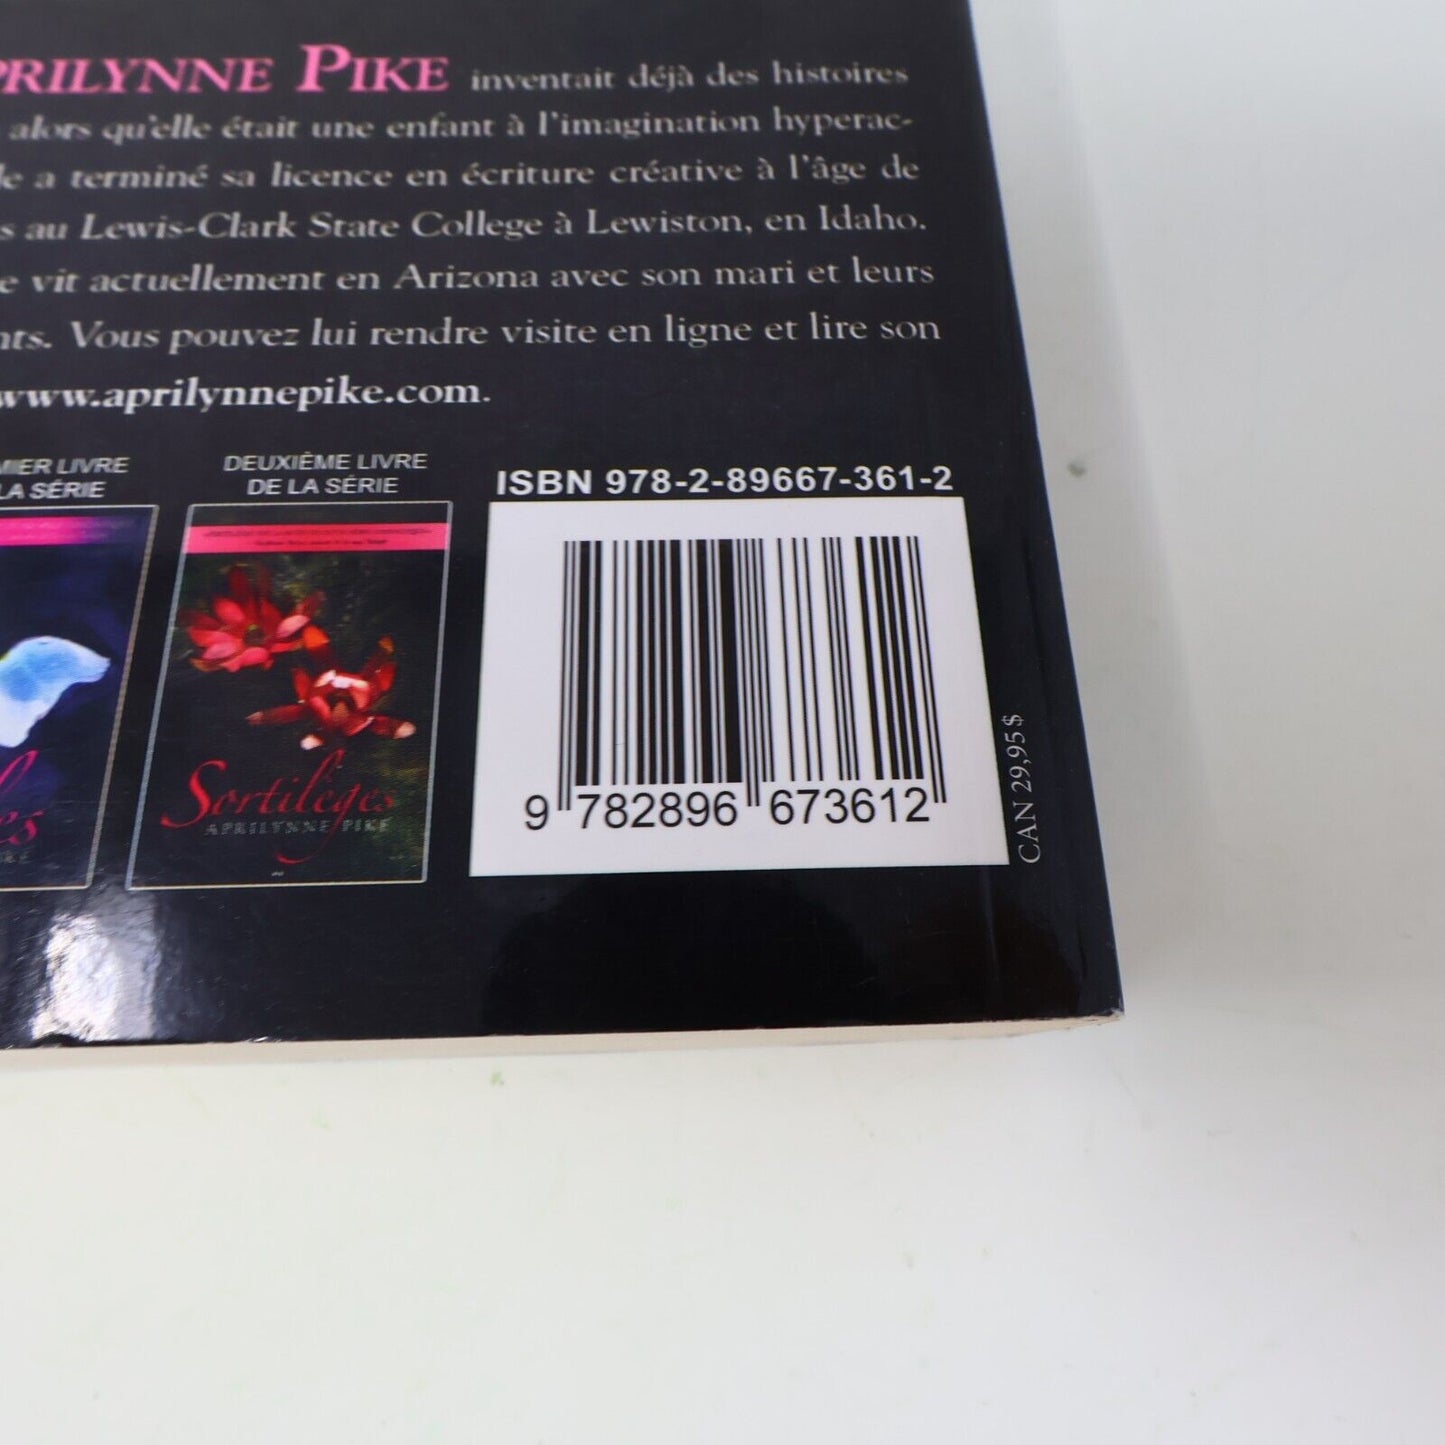 PRILYNNE PIKE inventait déjà des histoires
alors qu'elle était une enfant à l'imagination hyperac-
le a terminé sa licence en écriture créative à l'âge de
s au Lewis-Clark State College à Lewiston, en Idaho.
e vit actuellement en Arizona avec son mari et leurs
nts. Vous pouvez lui rendre visite en ligne et lire son
www.aprilynnepike.com.
MIER LIVRE
LA SÉRIE
DEUXIÈME LIVRE
DE LA SÉRIE
Sortilèges
APRILYNNE PIKE
es
IKE
ISBN 978-2-89667-361-2
9 782896 673612
CAN 29,95$